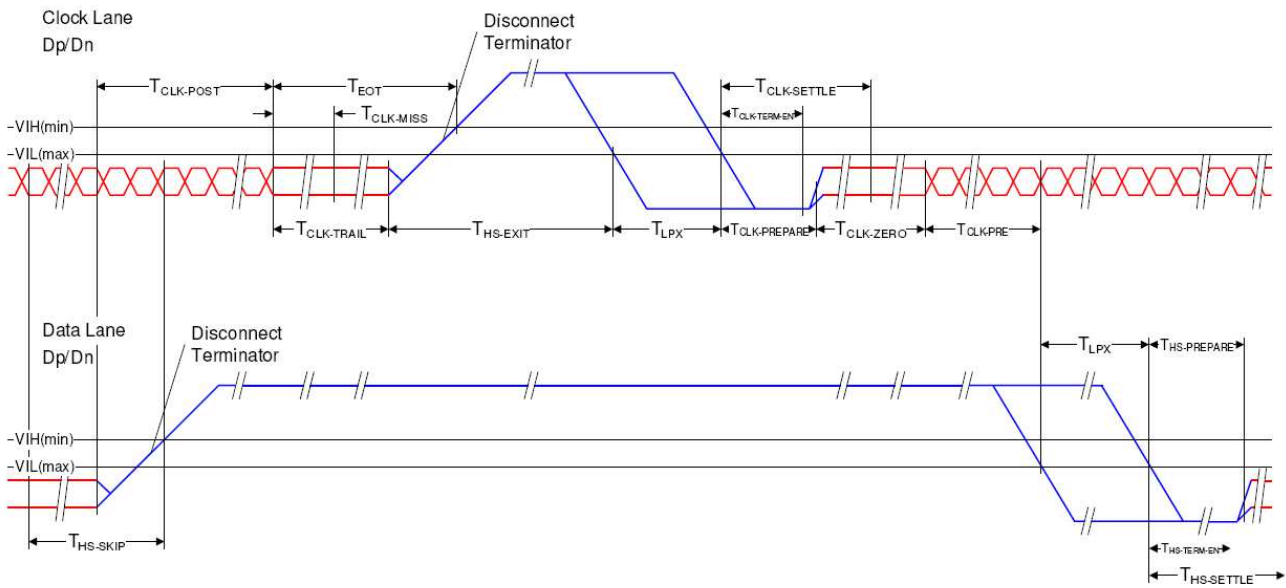 Clock Lane
Dp/Dn
Disconnect
Terminator
TCLK-POST
TEOT
TCLK-SETTLE
TCLK-MISS
TCLK-TERM-EN
VIH(min)
VIL(max)
TCLK-TRAIL
THS-EXIT
TLPX
TCLK-PREPARE
TCLK-ZERO
TCLK-PRE
Data Lane
Dp/Dn
Disconnect
Terminator
TLPX
THS-PREPARE
VIH(min)
VIL(max)
THS-SKIP
THS-TERM-EN
THS-SETTLE